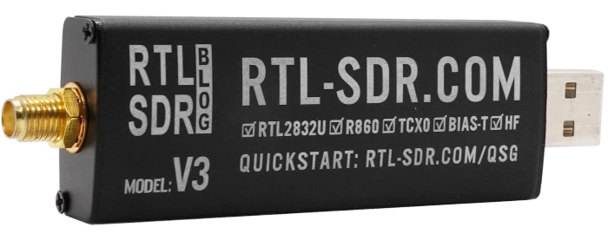 RTL
SDR
BLOG
MODEL: V3
RTL-SDR.COM
☑RTL2832U☑R860☑TCXO☑BIAS-T☑HF
QUICKSTART: RTL-SDR.COM/QSG